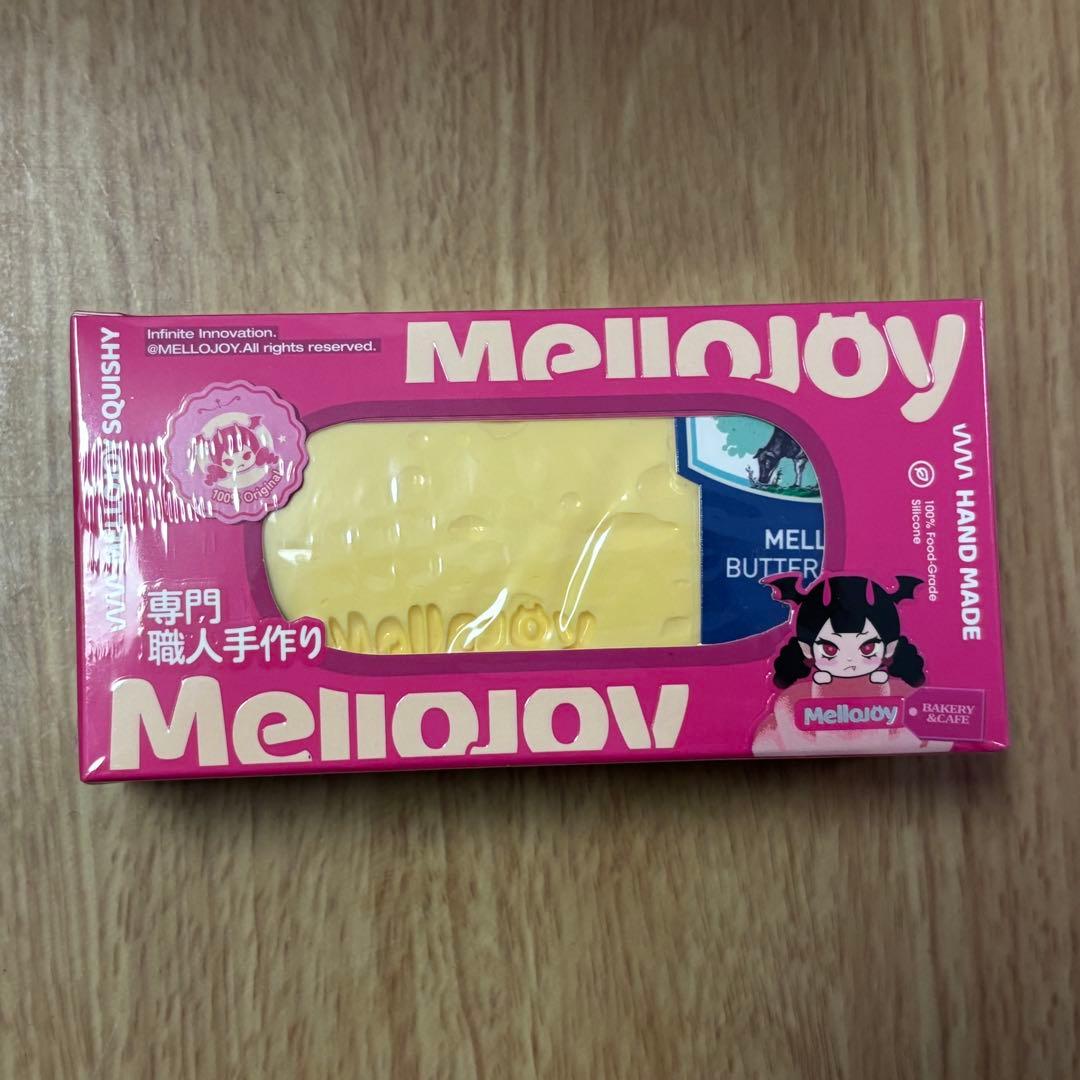 Infinite Innovation.
@MELLOJOY.All rights reserved.
Mellojoy
MELLOJOY SQUISHY
100% Original
HAND MADE
100% Food-Grade
Silicone
MELL
BUTTER
Mellojoy
専門
職人手作り
Mellojoy
Mellojoy
BAKERY
&CAFE